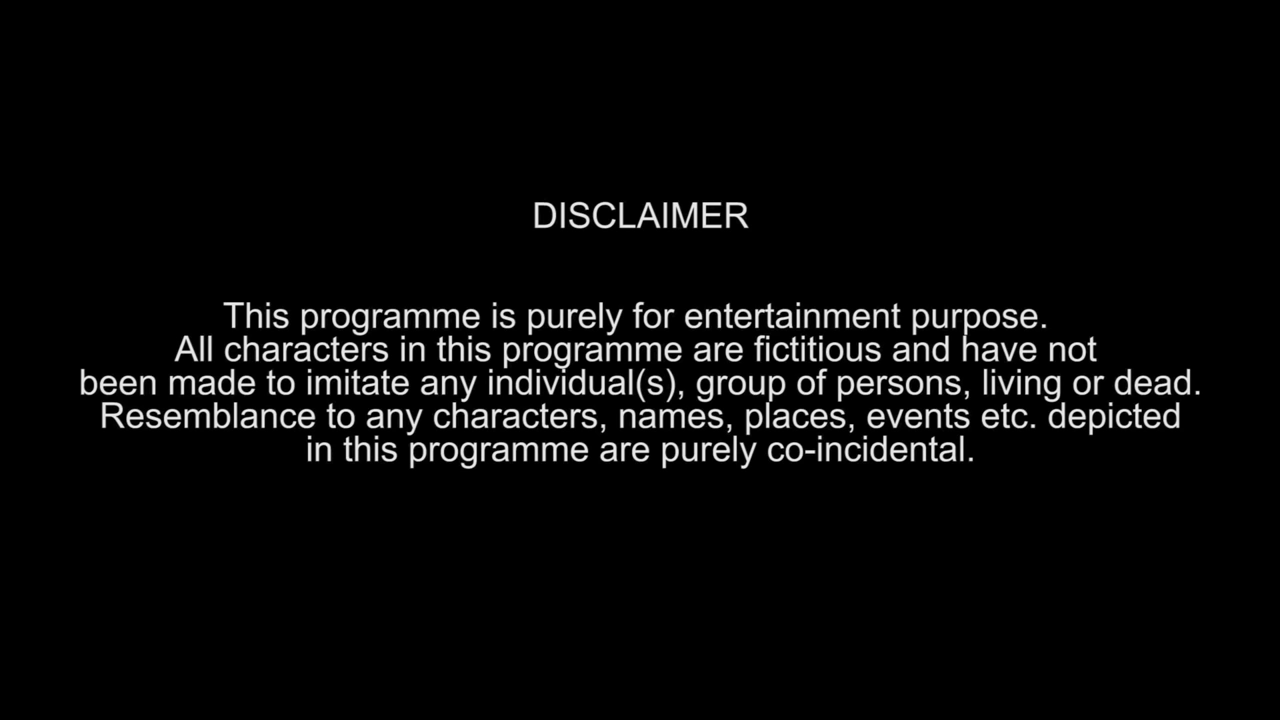 DISCLAIMER
This programme is purely for entertainment purpose.
All characters in this programme are fictitious and have not
been made to imitate any individual(s), group of persons, living or dead.
Resemblance to any characters, names, places, events etc. depicted
in this programme are purely co-incidental.